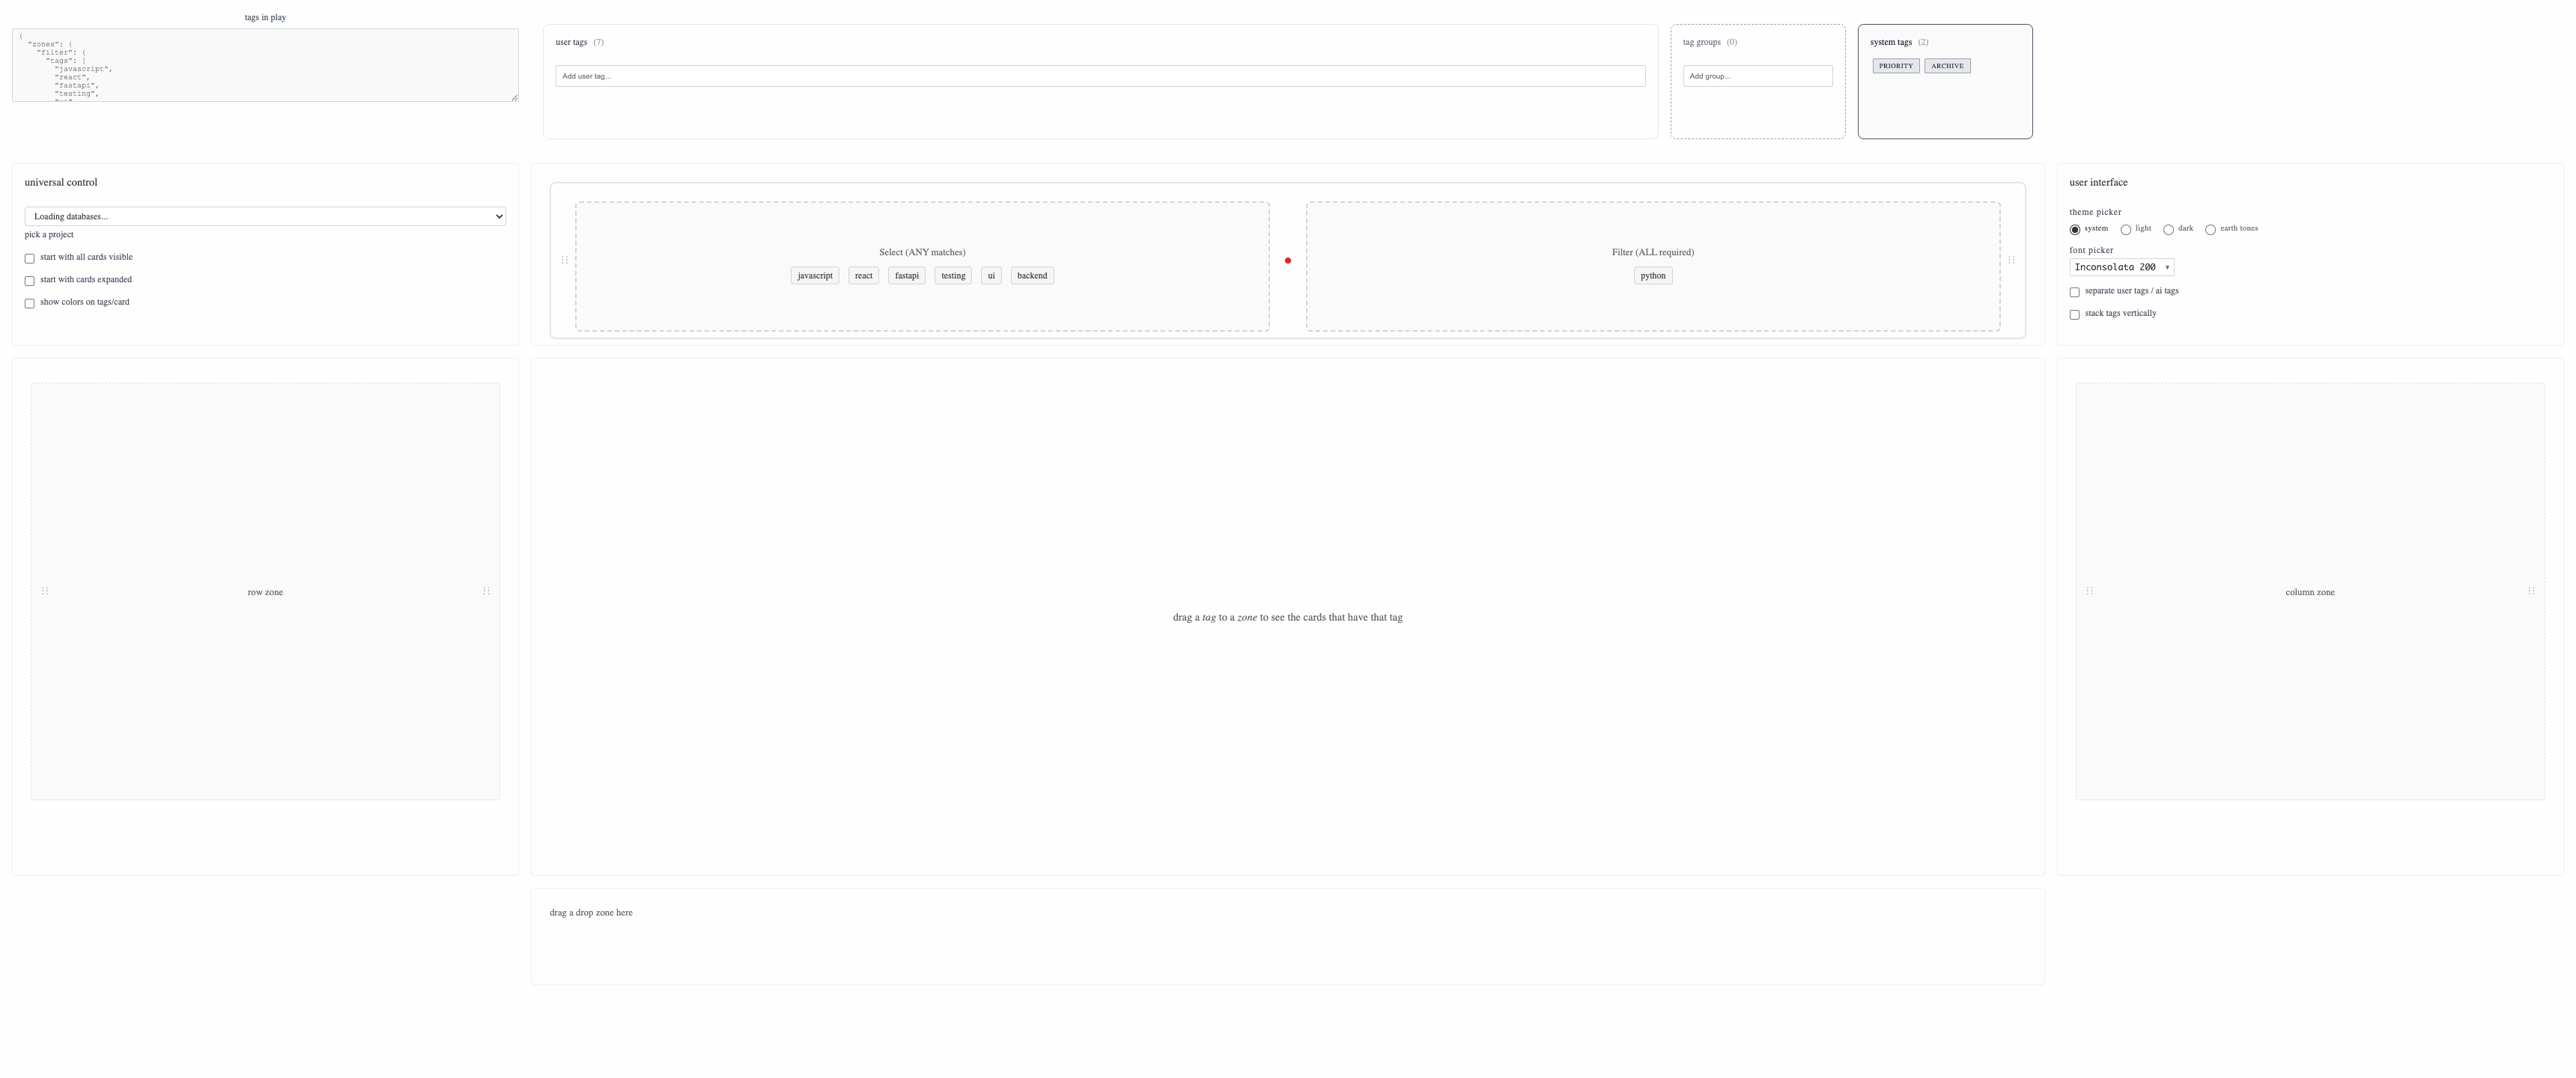 tags in play
{
"zones": {
"filter": {
"tags": [
"javascript",
"react",
"fastapi",
"testing",
user tags (7)
Add user tag...
tag groups (0)
Add group...
system tags (2)
PRIORITY ARCHIVE
universal control
Loading databases...
pick a project
start with all cards visible
start with cards expanded
show colors on tags/card
Select (ANY matches)
javascript react fastapi testing ui backend
Filter (ALL required)
python
user interface
theme picker
system light dark earth tones
font picker
Inconsolata 200
separate user tags / ai tags
stack tags vertically
row zone
drag a tag to a zone to see the cards that have that tag
column zone
drag a drop zone here